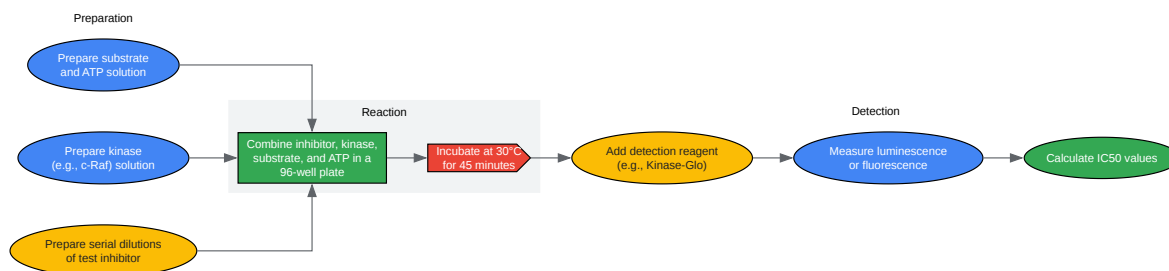 Preparation
Prepare substrate
and ATP solution
Prepare kinase
(e.g., c-Raf) solution
Prepare serial dilutions
of test inhibitor
Reaction
Combine inhibitor, kinase,
substrate, and ATP in a
96-well plate
Incubate at 30°C
for 45 minutes
Add detection reagent
(e.g., Kinase-Glo)
Detection
Measure luminescence
or fluorescence
Calculate IC50 values